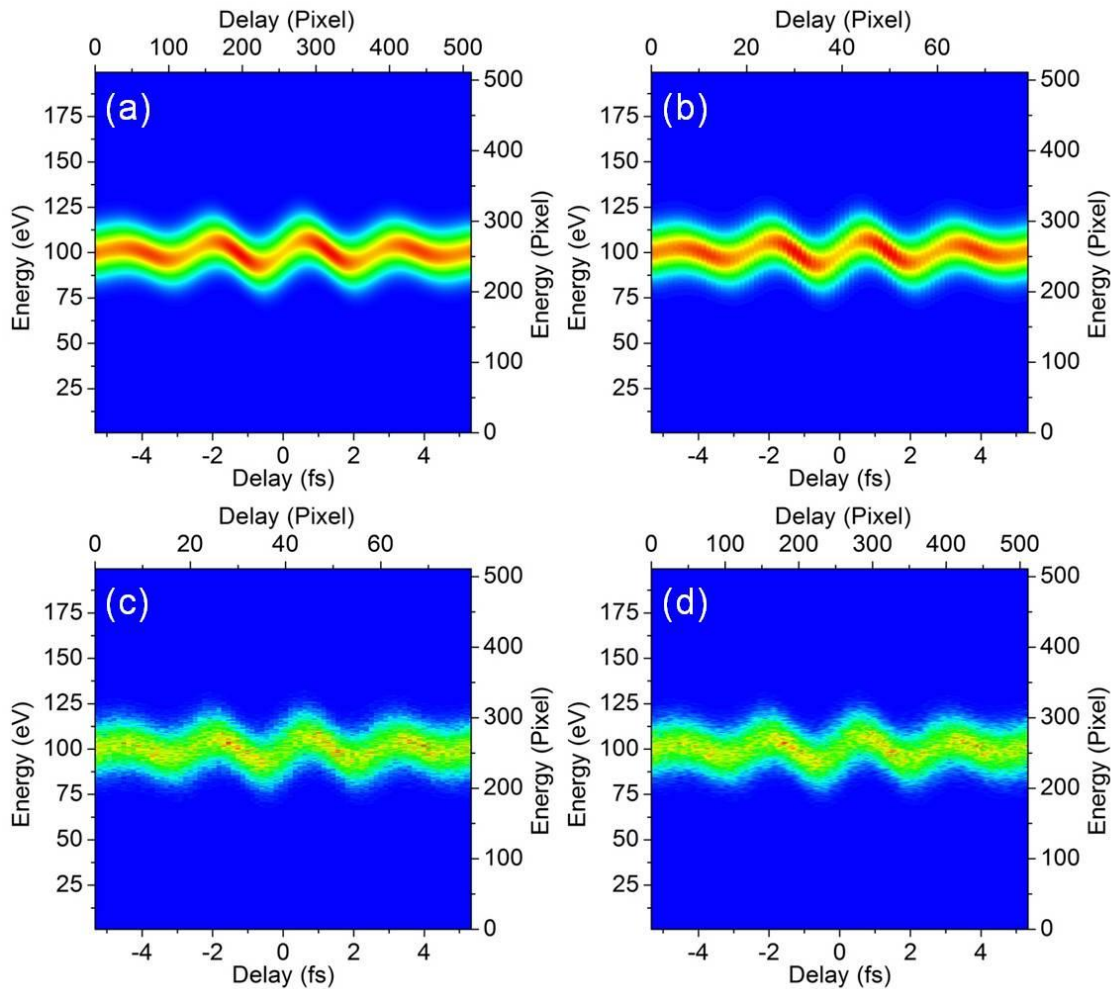 Delay (Pixel)
0 100 200 300 400 500
(a)
Energy (eV)
175
150
125
100
75
50
25
500
400
300
200
100
0
Energy (Pixel)
-4 -2 0 2 4
Delay (fs)
Delay (Pixel)
0 20 40 60
(b)
Energy (eV)
175
150
125
100
75
50
25
500
400
300
200
100
0
Energy (Pixel)
-4 -2 0 2 4
Delay (fs)
Delay (Pixel)
0 20 40 60
(c)
Energy (eV)
175
150
125
100
75
50
25
500
400
300
200
100
0
Energy (Pixel)
-4 -2 0 2 4
Delay (fs)
Delay (Pixel)
0 100 200 300 400 500
(d)
Energy (eV)
175
150
125
100
75
50
25
500
400
300
200
100
0
Energy (Pixel)
-4 -2 0 2 4
Delay (fs)